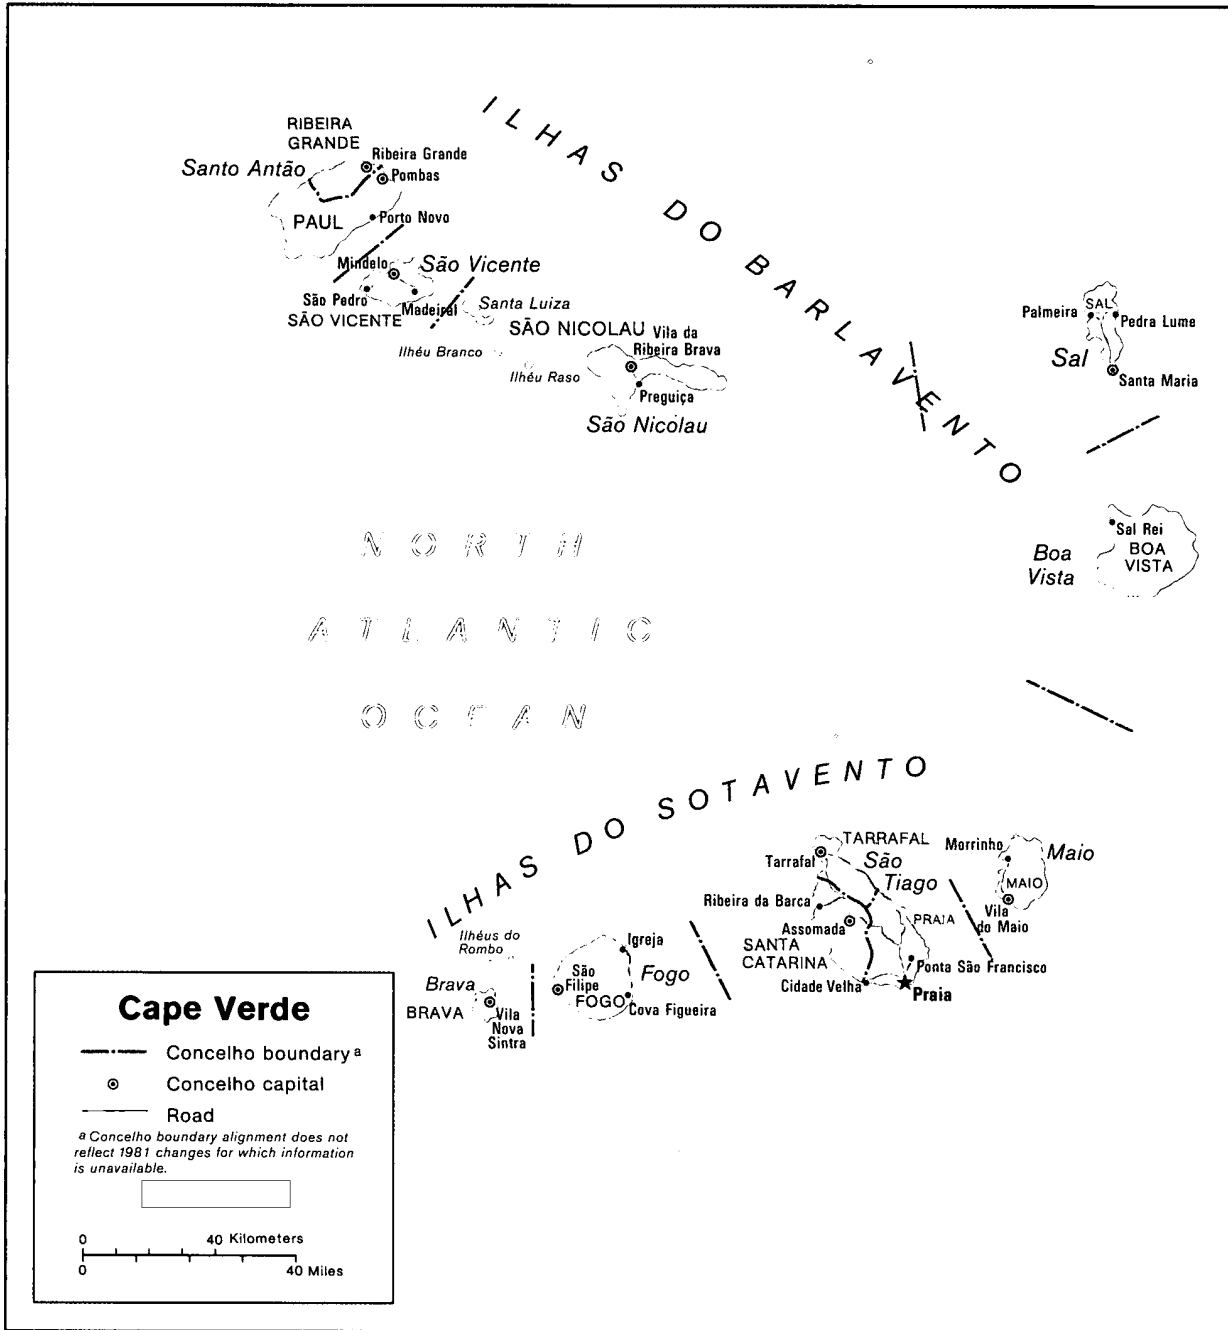 ILHAS DO BARLAVENTO
RIBEIRA
GRANDE
Santo Antão
Ribeira Grande
Pombas
PAUL
Porto Novo
Mindelo
São Vicente
São Pedro
Madeiral
SÃO VICENTE
Santa Luiza
SÃO NICOLAU
Vila da
Ribeira Brava
Ilhéu Branco
Ilhéu Raso
Preguiça
São Nicolau
SAL
Palmeira
Pedra Lume
Sal
Santa Maria
Sal Rei
BOA
VISTA
Boa
Vista
NORTH
ATLANTIC
OCEAN
ILHAS DO SOTAVENTO
TARRAFAL
Tarrafal
São
Tiago
Morrinho
Maio
MAIO
Vila
do Maio
Ribeira da Barca
PRAIA
Assomada
SANTA
CATARINA
Ponta São Francisco
Cidade Velha
Praia
Ilhéus do
Rombo
Igreja
São
Filipe
Fogo
FOGO
Cova Figueira
Brava
BRAVA
Vila
Nova
Sintra
Cape Verde
Concelho boundary a
Concelho capital
Road
a Concelho boundary alignment does not
reflect 1981 changes for which information
is unavailable.
0 40 Kilometers
0 40 Miles